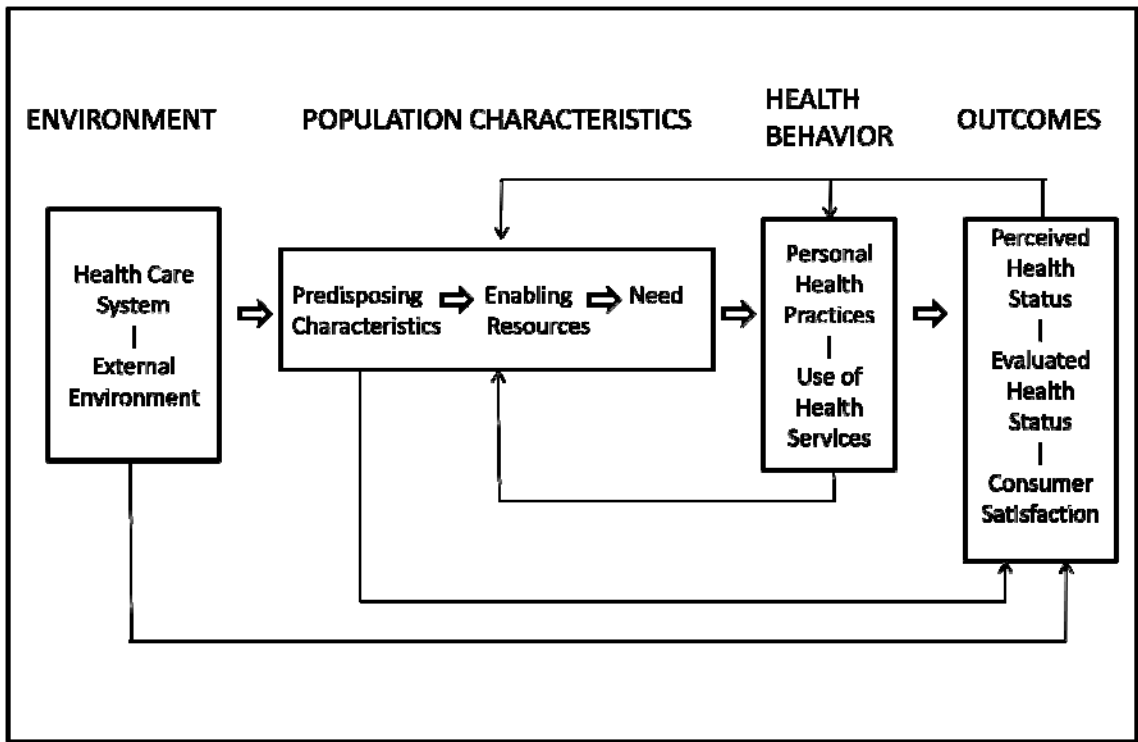 ENVIRONMENT
POPULATION CHARACTERISTICS
HEALTH
BEHAVIOR
OUTCOMES
Health Care
System
External
Environment
Predisposing
Characteristics
Enabling
Resources
Need
Personal
Health
Practices
Use of
Health
Services
Perceived
Health
Status
Evaluated
Health
Status
Consumer
Satisfaction